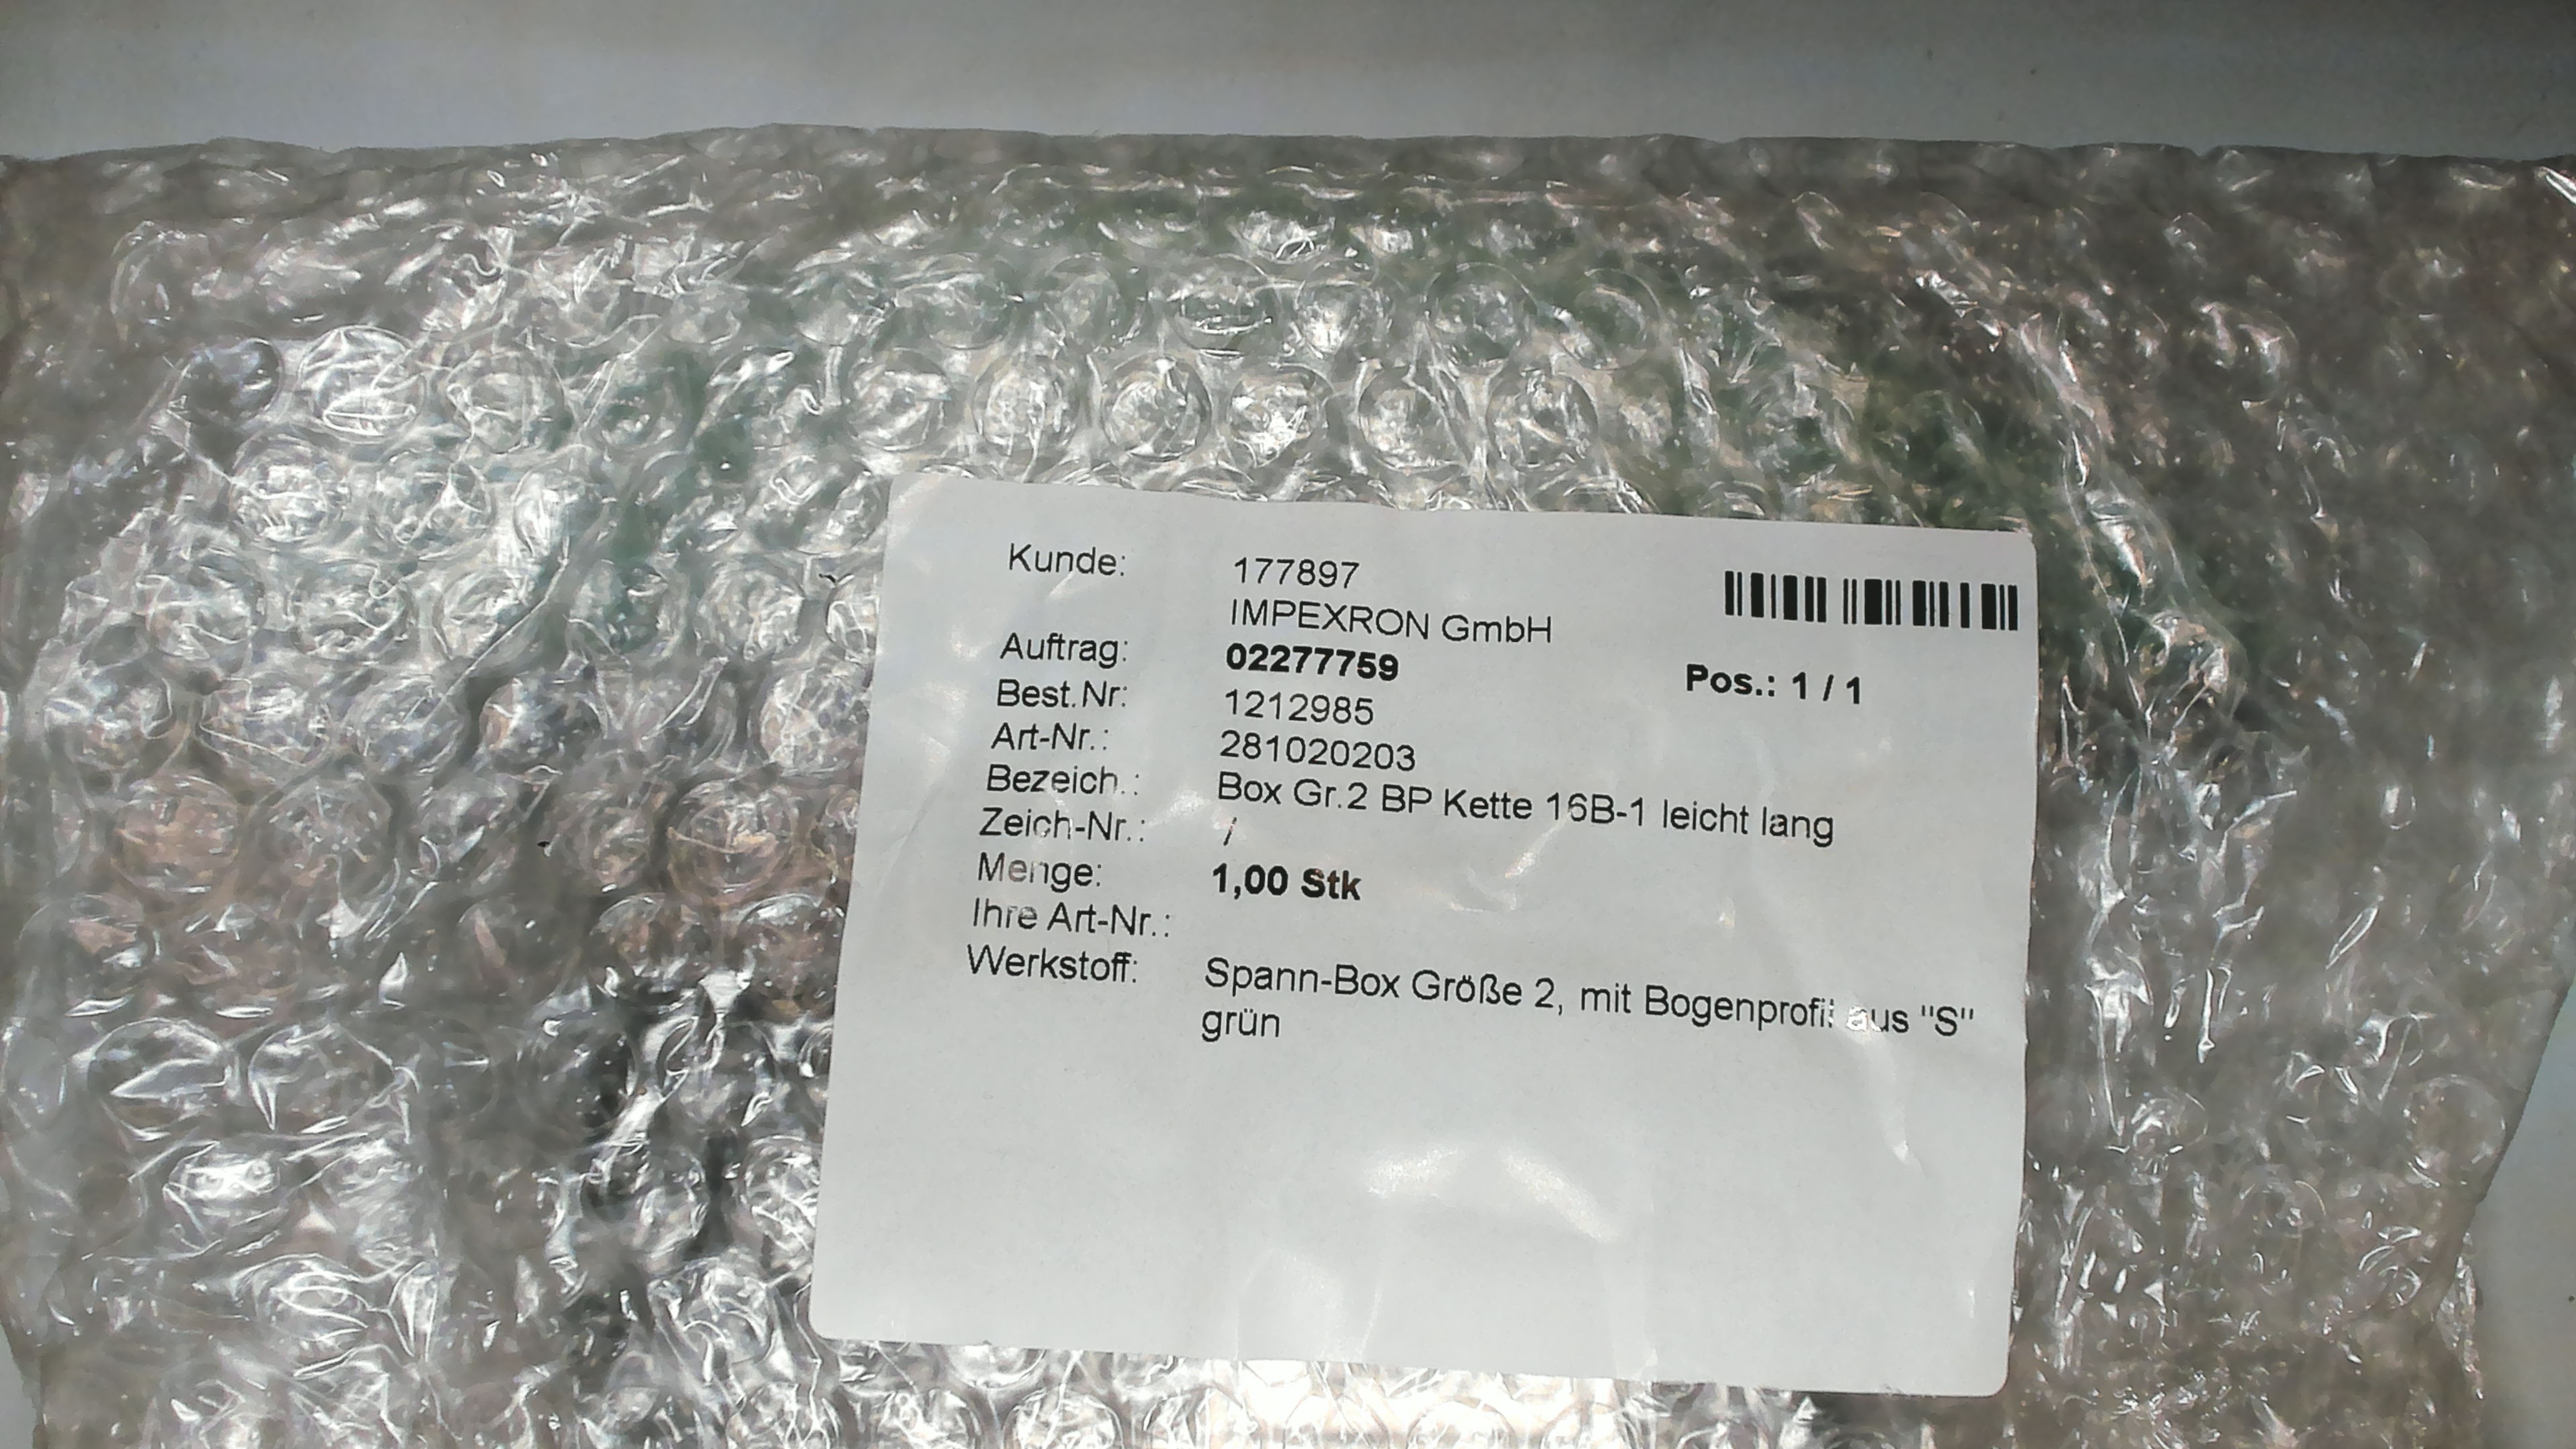 Kunde: 177897
IMPEXRON GmbH
Auftrag: 02277759 Pos.: 1 / 1
Best.Nr: 1212985
Art-Nr.: 281020203
Bezeich.: Box Gr.2 BP Kette 16B-1 leicht lang
Zeich-Nr.: /
Menge: 1,00 Stk
Ihre Art-Nr.:
Werkstoff: Spann-Box Größe 2, mit Bogenprofil aus "S"
grün